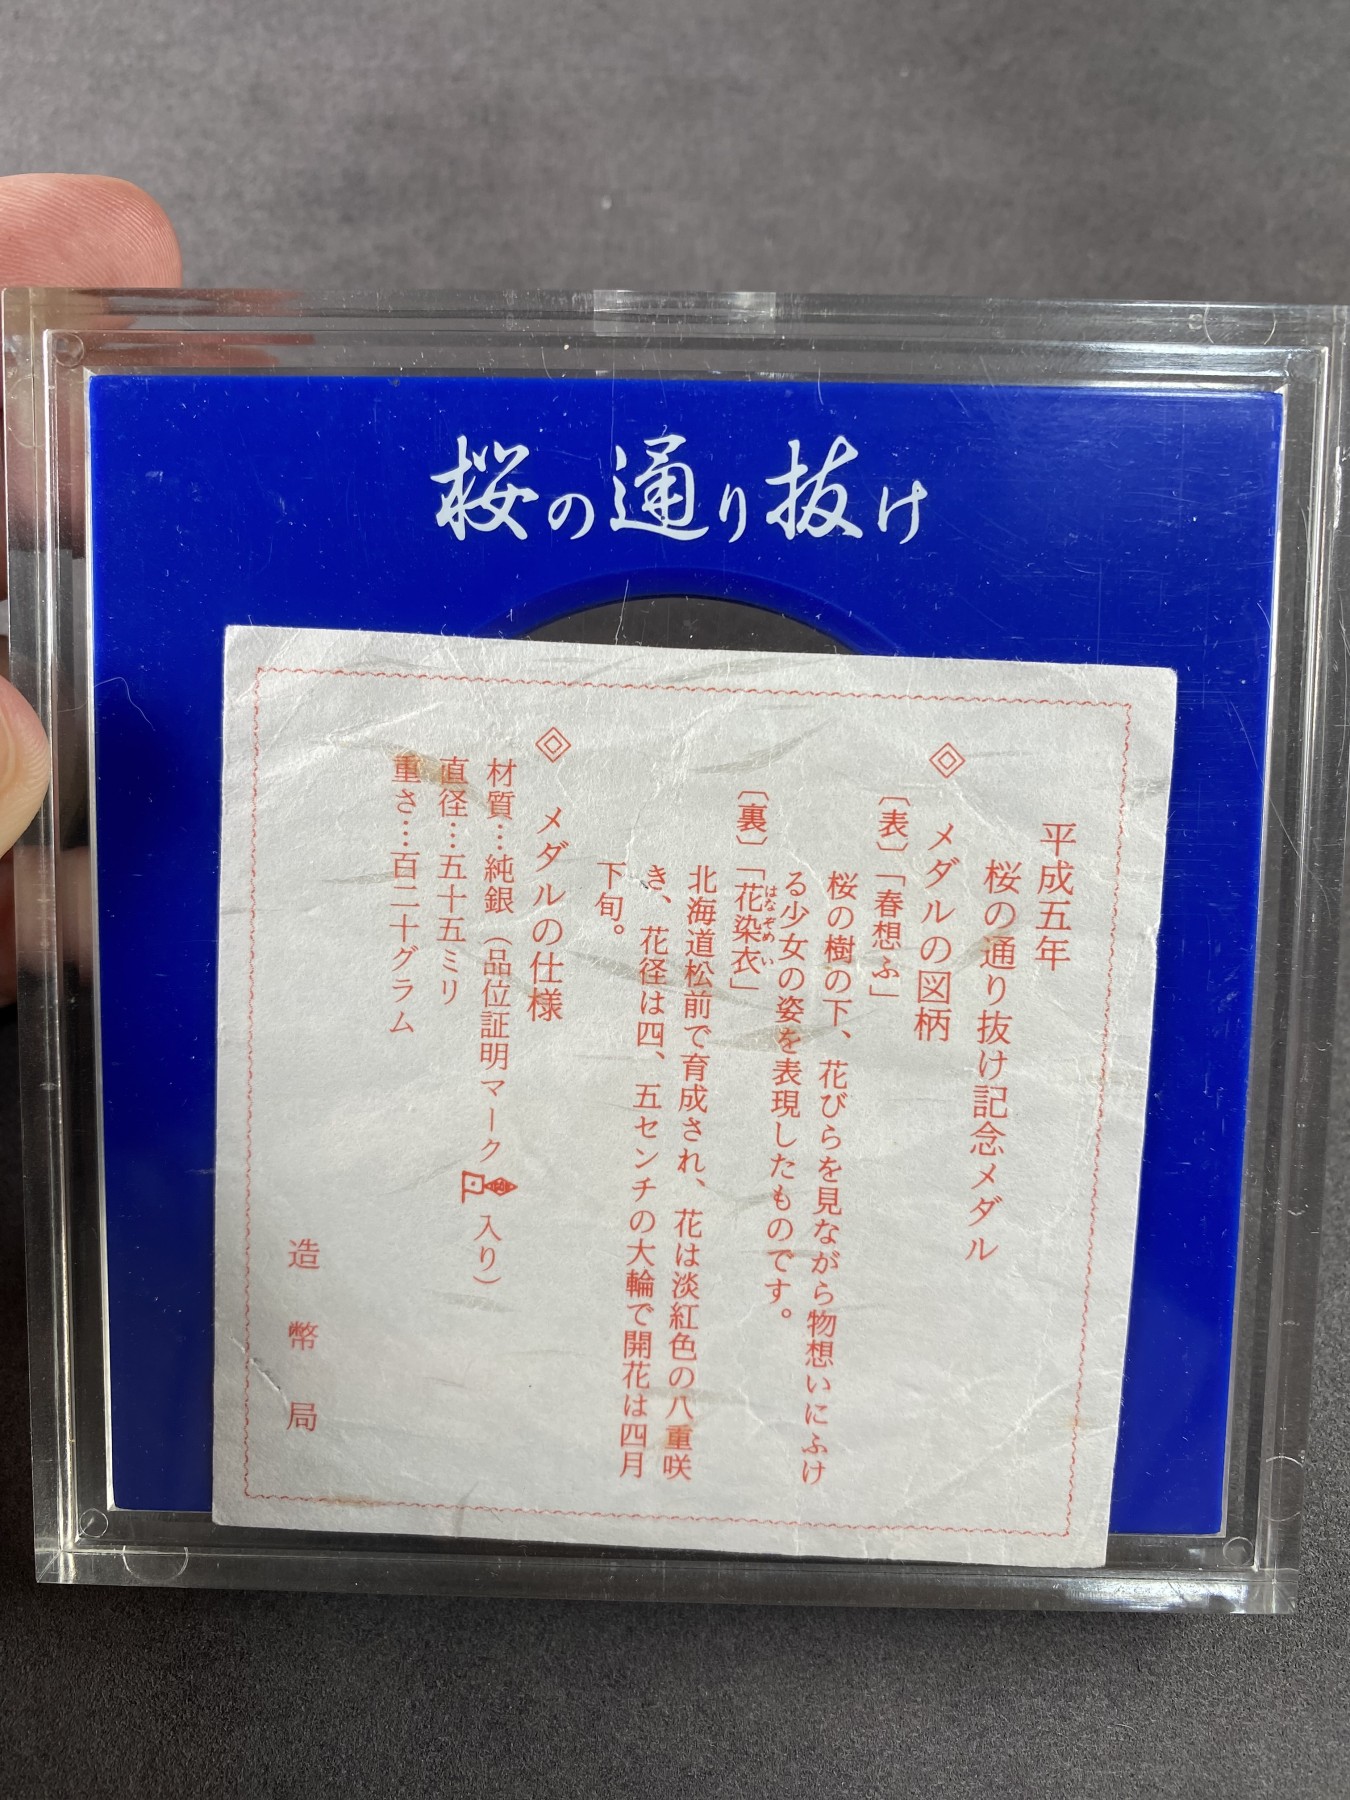 桜の通り抜け
平成五年
桜の通り抜け記念メダル
◇ メダルの図柄
〔表〕「春想ふ」
桜の樹の下、花びらを見ながら物想いにふけ
る少女の姿を表現したものです。
〔裏〕「花染衣」
はなぞめい
北海道松前で育成され、花は淡紅色の八重咲
き、花径は四、五センチの大輪で開花は四月
下旬。
◇ メダルの仕様
材質…純銀（品位証明マーク入り）
直径…五十五ミリ
重さ…百二十グラム
造幣局